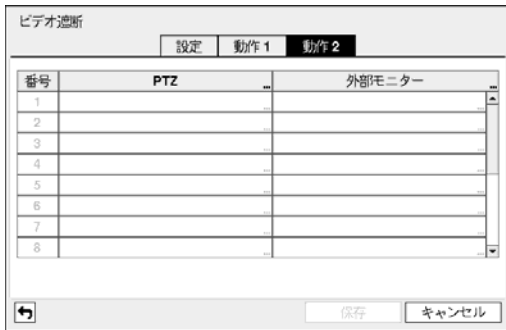 ビデオ遮断
設定 動作 1 動作 2
番号 PTZ ... 外部モニター ...
1 ... ...
2 ... ...
3 ... ...
4 ... ...
5 ... ...
6 ... ...
7 ... ...
8 ... ...
保存 キャンセル